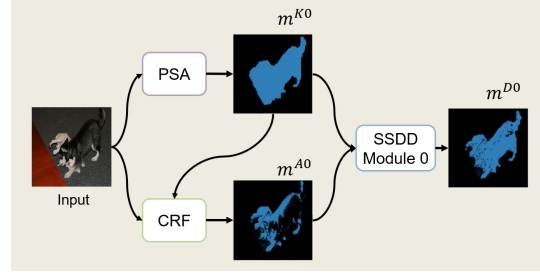 m^{K0}
PSA
m^{D0}
SSDD
Module 0
m^{A0}
Input
CRF